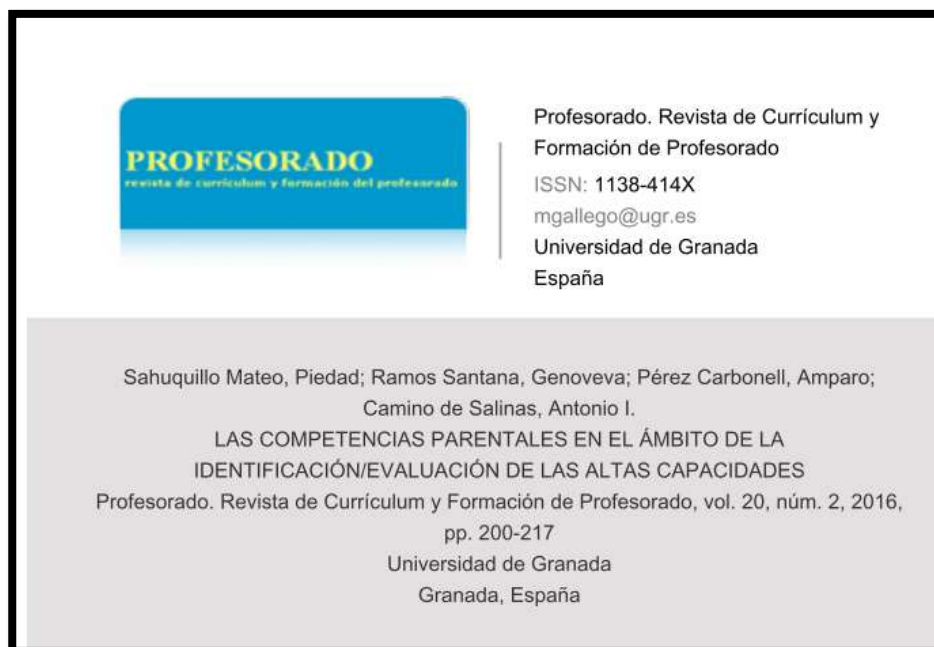 PROFESORADO
revista de currículum y formación del profesorado
Profesorado. Revista de Currículum y
Formación de Profesorado
ISSN: 1138-414X
mgallego@ugr.es
Universidad de Granada
España
Sahuquillo Mateo, Piedad; Ramos Santana, Genoveva; Pérez Carbonell, Amparo;
Camino de Salinas, Antonio I.
LAS COMPETENCIAS PARENTALES EN EL ÁMBITO DE LA
IDENTIFICACIÓN/EVALUACIÓN DE LAS ALTAS CAPACIDADES
Profesorado. Revista de Currículum y Formación de Profesorado, vol. 20, núm. 2, 2016,
pp. 200-217
Universidad de Granada
Granada, España